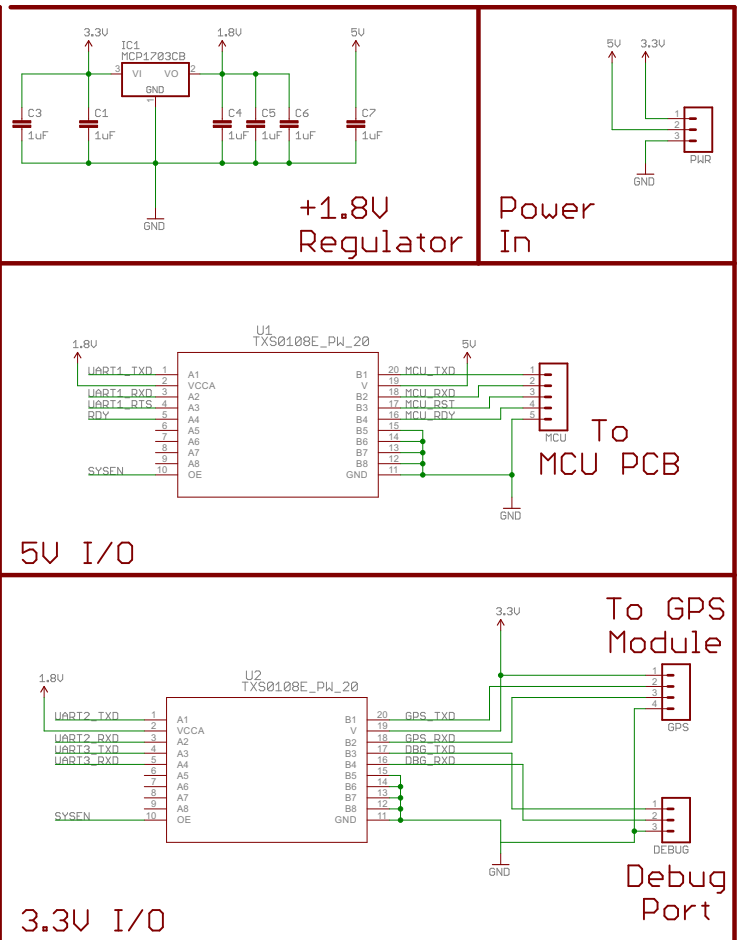 3.3V
1.8V
5V
IC1
MCP1703CB
3 VI VO 2
GND
1
C3
1uF
C1
1uF
C4
1uF
C5
1uF
C6
1uF
C7
1uF
GND
+1.8V
Regulator
5V 3.3V
1
2
3
PWR
GND
Power
In
U1
TXS0108E_PW_20
1.8V
5V
UART1_TXD 1 A1 B1 20 MCU_TXD
2 VCCA V 19
UART1_RXD 3 A2 B2 18 MCU_RXD
UART1_RTS 4 A3 B3 17 MCU_RST
RDY 5 A4 B4 16 MCU_RDY
6 A5 B5 15
7 A6 B6 14
8 A7 B7 13
9 A8 B8 12
SYSEN 10 OE GND 11
1
2
3
4
5
MCU
To
MCU PCB
GND
5V I/O
3.3V
To GPS
Module
U2
TXS0108E_PW_20
1.8V
UART2_TXD 1 A1 B1 20 GPS_TXD
2 VCCA V 19
UART2_RXD 3 A2 B2 18 GPS_RXD
UART3_TXD 4 A3 B3 17 DBG_TXD
UART3_RXD 5 A4 B4 16 DBG_RXD
6 A5 B5 15
7 A6 B6 14
8 A7 B7 13
9 A8 B8 12
SYSEN 10 OE GND 11
1
2
3
4
GPS
1
2
3
DEBUG
GND
Debug
Port
3.3V I/O